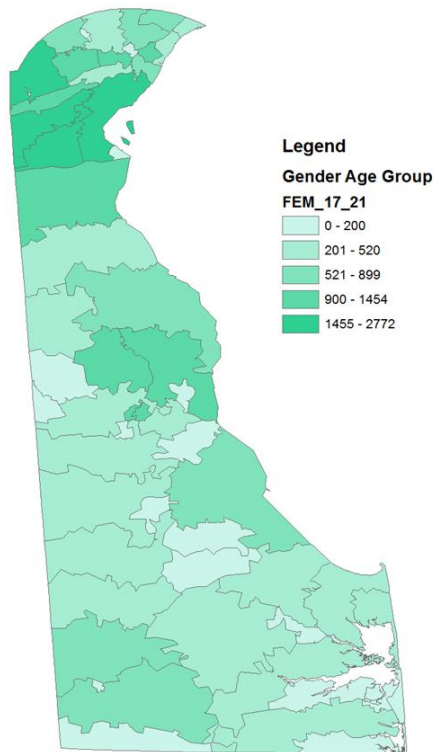 Legend
Gender Age Group
FEM_17_21
0 - 200
201 - 520
521 - 899
900 - 1454
1455 - 2772